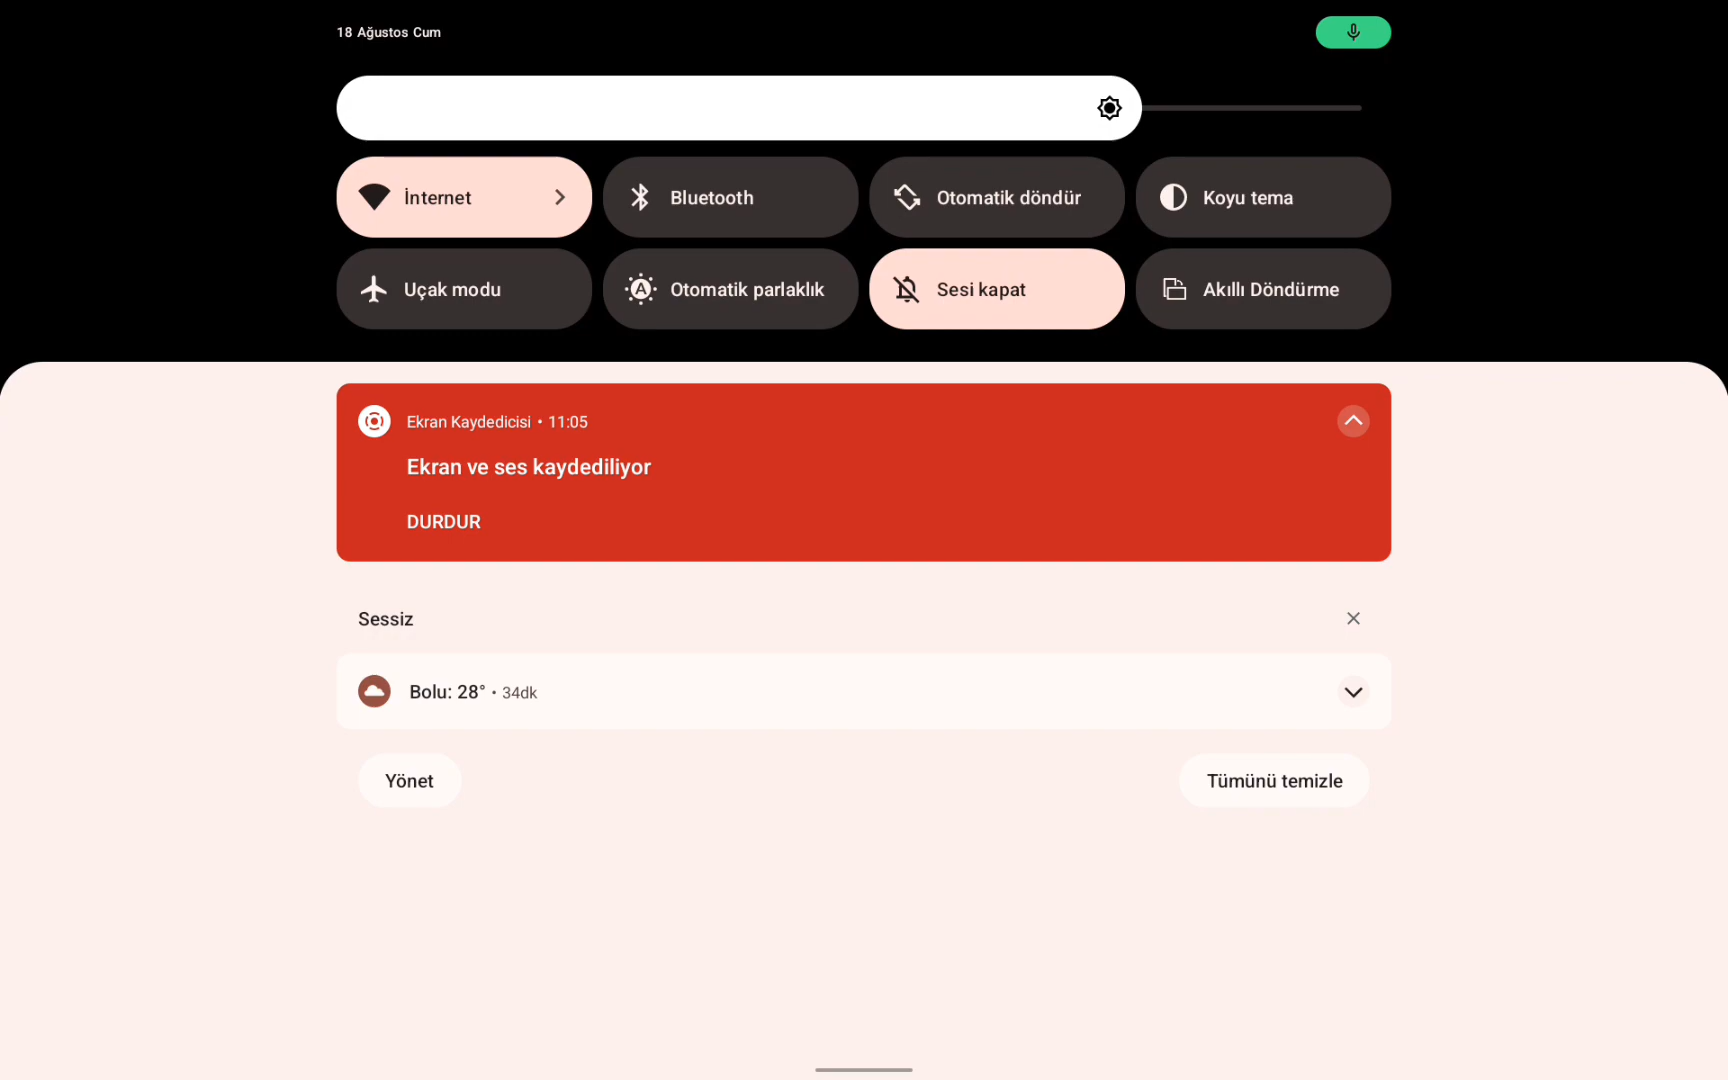 18 Ağustos Cum
İnternet
Bluetooth
Otomatik döndür
Koyu tema
Uçak modu
Otomatik parlaklık
Sesi kapat
Akıllı Döndürme
Ekran Kaydedicisi • 11:05
Ekran ve ses kaydediliyor
DURDUR
Sessiz
Bolu: 28° • 34dk
Yönet
Tümünü temizle